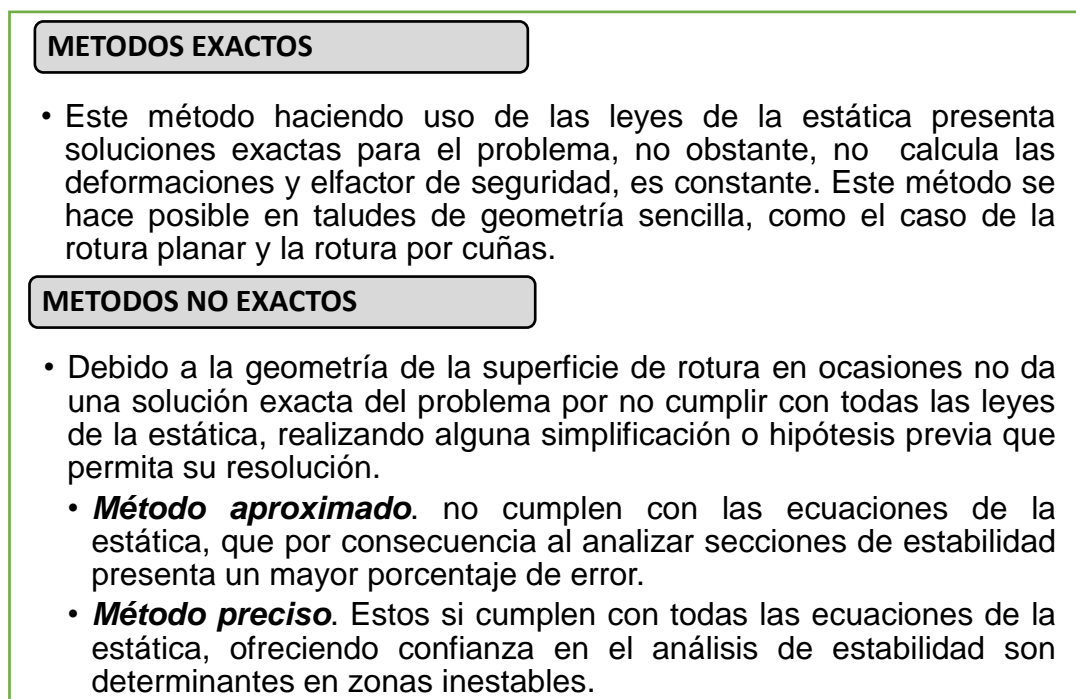 METODOS EXACTOS
• Este método haciendo uso de las leyes de la estática presenta
soluciones exactas para el problema, no obstante, no calcula las
deformaciones y elfactor de seguridad, es constante. Este método se
hace posible en taludes de geometría sencilla, como el caso de la
rotura planar y la rotura por cuñas.
METODOS NO EXACTOS
• Debido a la geometría de la superficie de rotura en ocasiones no da
una solución exacta del problema por no cumplir con todas las leyes
de la estática, realizando alguna simplificación o hipótesis previa que
permita su resolución.
• Método aproximado. no cumplen con las ecuaciones de la
estática, que por consecuencia al analizar secciones de estabilidad
presenta un mayor porcentaje de error.
• Método preciso. Estos si cumplen con todas las ecuaciones de la
estática, ofreciendo confianza en el análisis de estabilidad son
determinantes en zonas inestables.